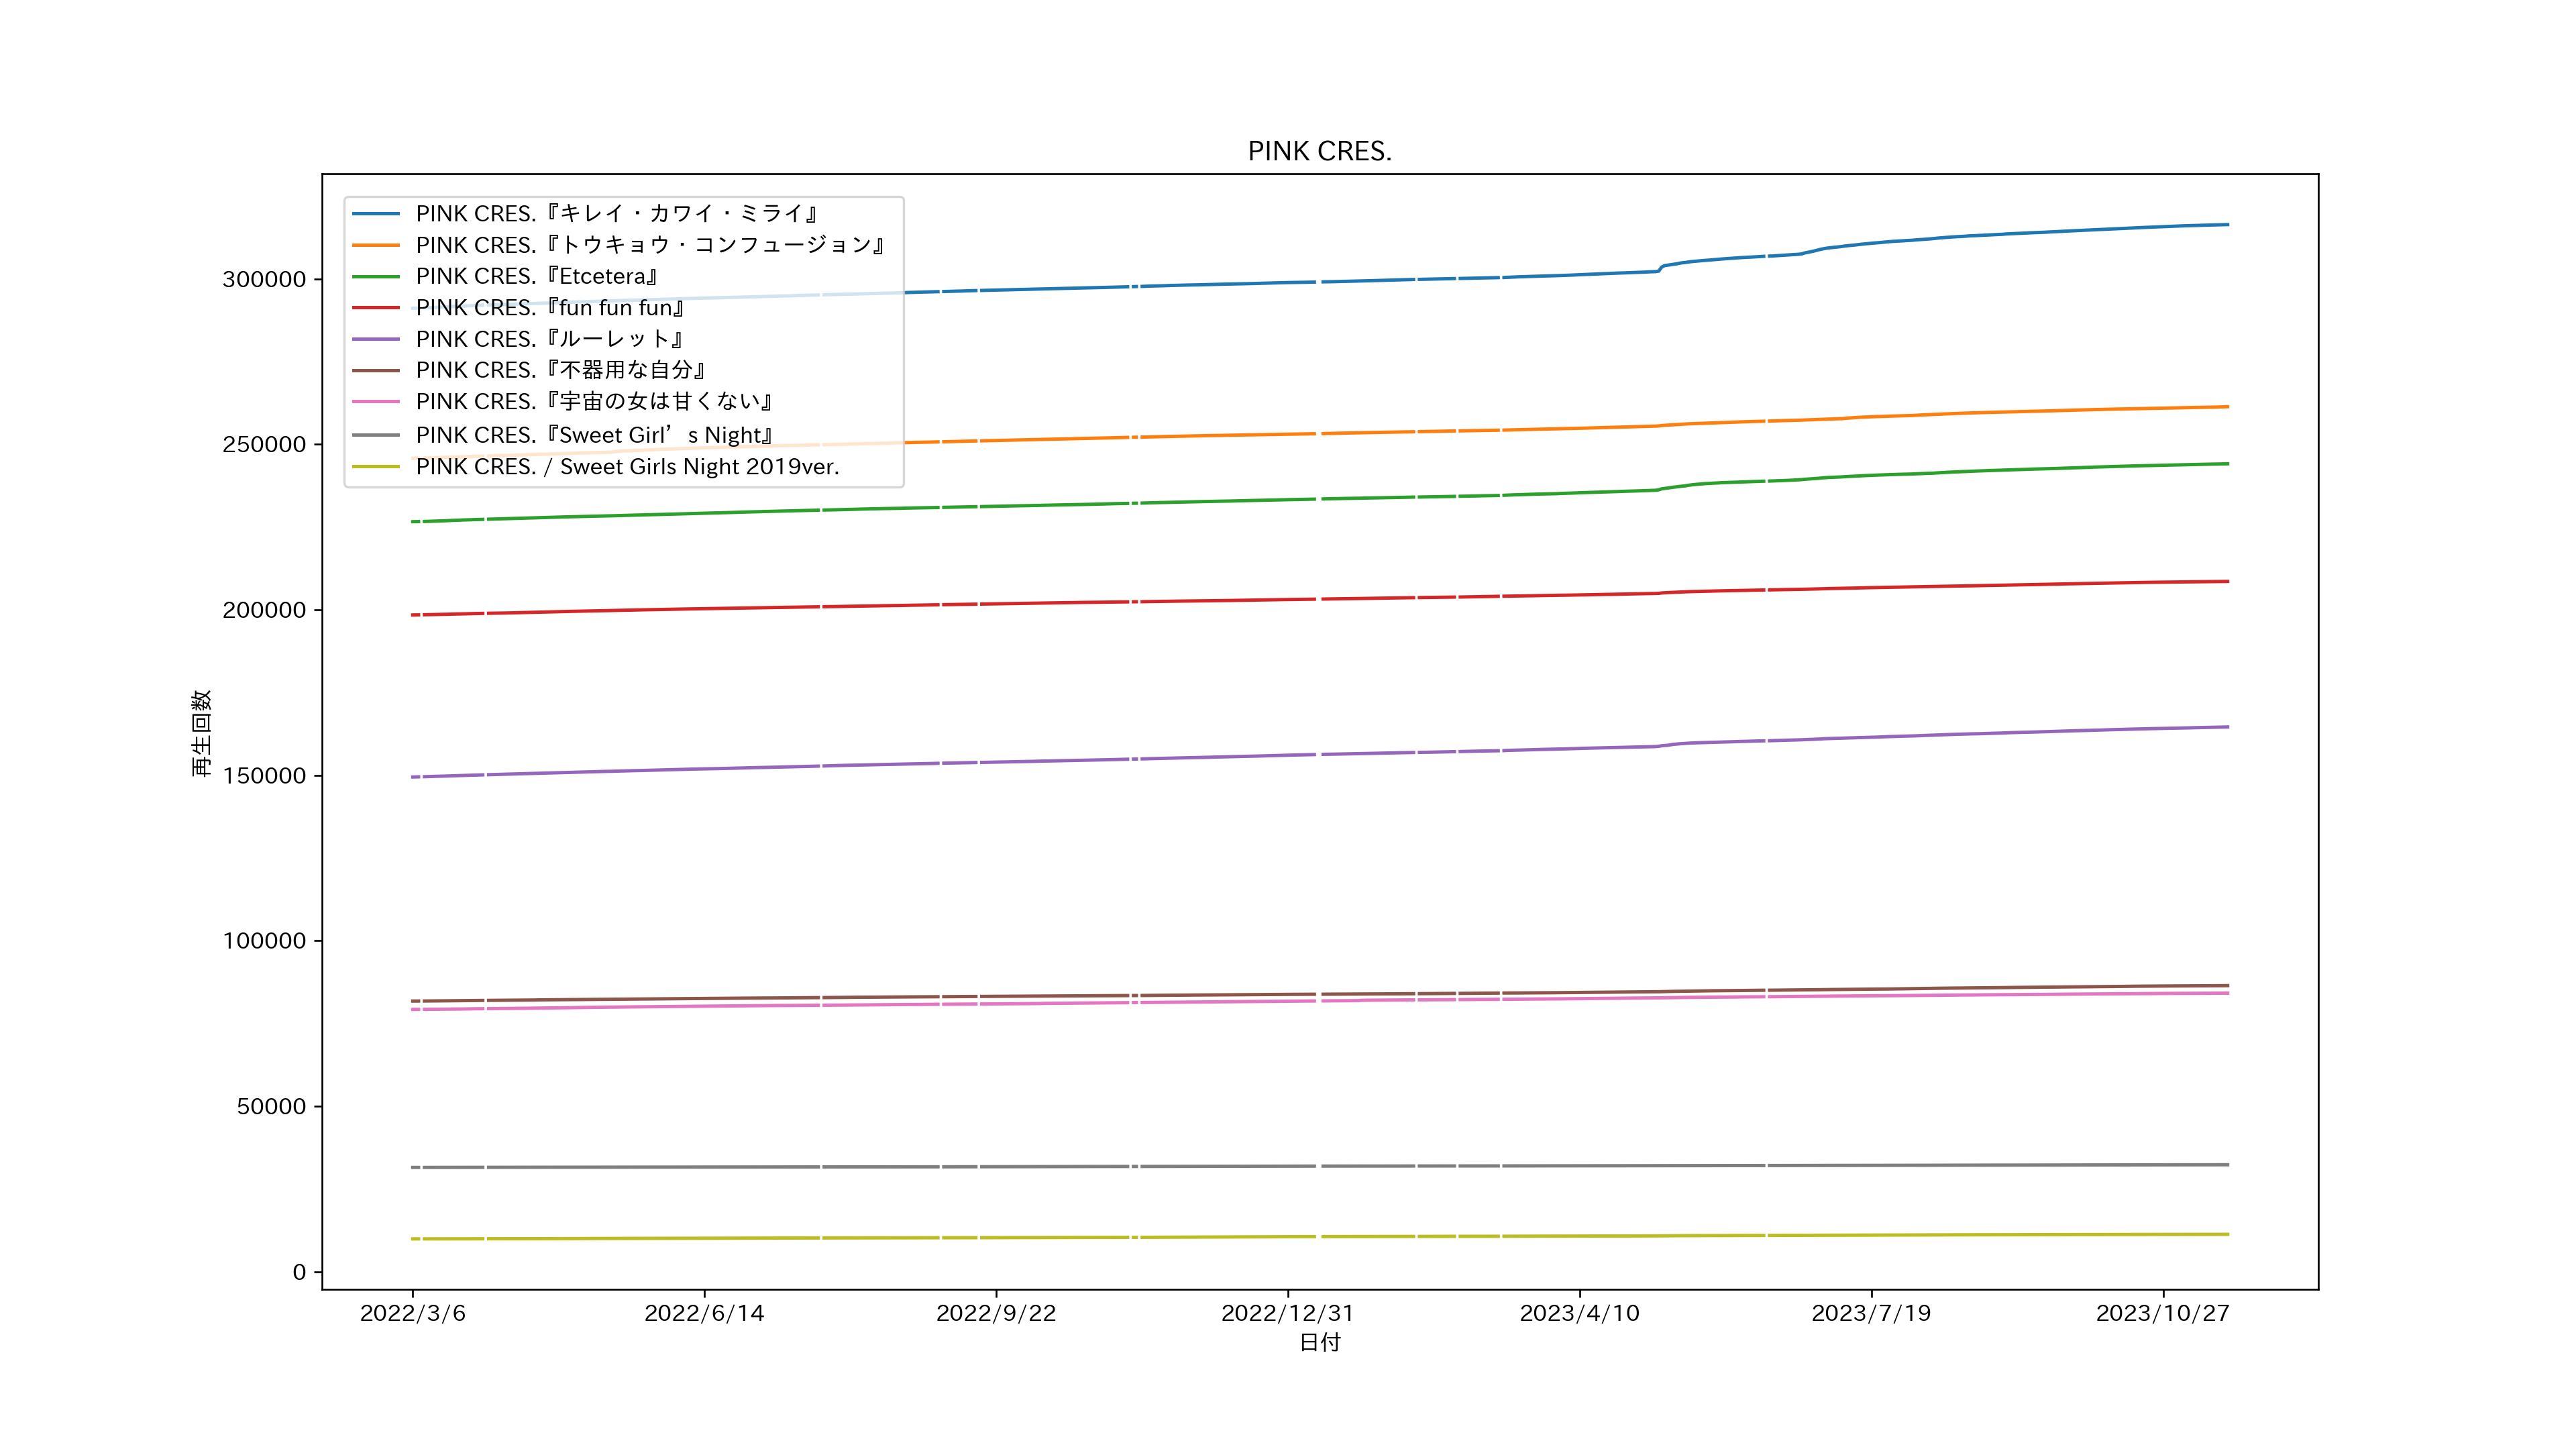 PINK CRES.
PINK CRES.『キレイ・カワイ・ミライ』
PINK CRES.『トウキョウ・コンフュージョン』
PINK CRES.『Etcetera』
PINK CRES.『fun fun fun』
PINK CRES.『ルーレット』
PINK CRES.『不器用な自分』
PINK CRES.『宇宙の女は甘くない』
PINK CRES.『Sweet Girl’s Night』
PINK CRES. / Sweet Girls Night 2019ver.
300000
250000
200000
150000
100000
50000
0
再生回数
2022/3/6 2022/6/14 2022/9/22 2022/12/31 2023/4/10 2023/7/19 2023/10/27
日付